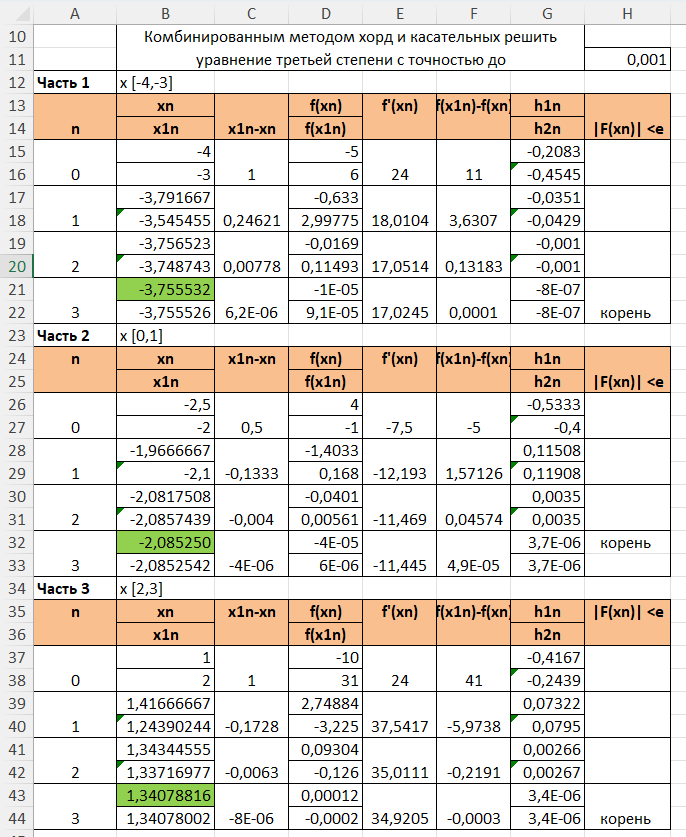 A B C D E F G H
10 Комбинированным методом хорд и касательных решить
11 уравнение третьей степени с точностью до 0,001
12 Часть 1 x [-4,-3]
13 xn f(xn) f'(xn) f(x1n)-f(xn) h1n
14 n x1n x1n-xn f(x1n) h2n |F(xn)| <e
15 -4 -5 -0,2083
16 0 -3 1 6 24 11 -0,4545
17 -3,791667 -0,633 -0,0351
18 1 -3,545455 0,24621 2,99775 18,0104 3,6307 -0,0429
19 -3,756523 -0,0169 -0,001
20 2 -3,748743 0,00778 0,11493 17,0514 0,13183 -0,001
21 -3,755532 -1E-05 -8E-07
22 3 -3,755526 6,2E-06 9,1E-05 17,0245 0,0001 -8E-07 корень
23 Часть 2 x [0,1]
24 n xn x1n-xn f(xn) f'(xn) f(x1n)-f(xn) h1n
25 x1n f(x1n) h2n |F(xn)| <e
26 -2,5 4 -0,5333
27 0 -2 0,5 -1 -7,5 -5 -0,4
28 -1,9666667 -1,4033 0,11508
29 1 -2,1 -0,1333 0,168 -12,193 1,57126 0,11908
30 -2,0817508 -0,0401 0,0035
31 2 -2,0857439 -0,004 0,00561 -11,469 0,04574 0,0035
32 -2,085250 -4E-05 3,7E-06 корень
33 3 -2,0852542 -4E-06 6E-06 -11,445 4,9E-05 3,7E-06
34 Часть 3 x [2,3]
35 n xn x1n-xn f(xn) f'(xn) f(x1n)-f(xn) h1n |F(xn)| <e
36 x1n f(x1n) h2n
37 1 -10 -0,4167
38 0 2 1 31 24 41 -0,2439
39 1,41666667 2,74884 0,07322
40 1 1,24390244 -0,1728 -3,225 37,5417 -5,9738 0,0795
41 1,34344555 0,09304 0,00266
42 2 1,33716977 -0,0063 -0,126 35,0111 -0,2191 0,00267
43 1,34078816 0,00012 3,4E-06
44 3 1,34078002 -8E-06 -0,0002 34,9205 -0,0003 3,4E-06 корень